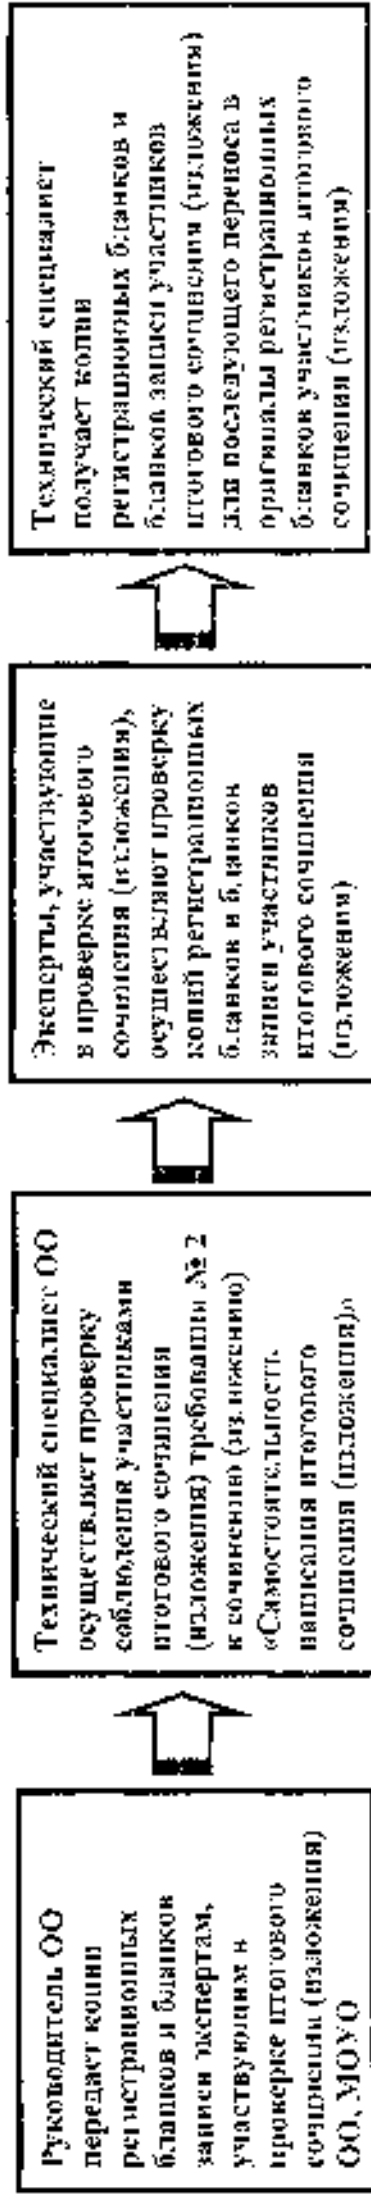 Руководитель ОО
передает копии
регистрационных
бланков и бланков
записи экспертам,
участвующим в
проверке итогового
сочинения (изложения)
ОО, МОУО
Технический специалист ОО
осуществляет проверку
соблюдения участниками
итогового сочинения
(изложения) требования № 2
к сочинению (изложению)
«Самостоятельность
написания итогового
сочинения (изложения)»
Эксперты, участвующие
в проверке итогового
сочинения (изложения),
осуществляют проверку
копий регистрационных
бланков и бланков
записи участников
итогового сочинения
(изложения)
Технический специалист
получает копии
регистрационных бланков и
бланков записи участников
итогового сочинения (изложения)
для последующего переноса в
оригиналы регистрационных
бланков участников итогового
сочинения (изложения)